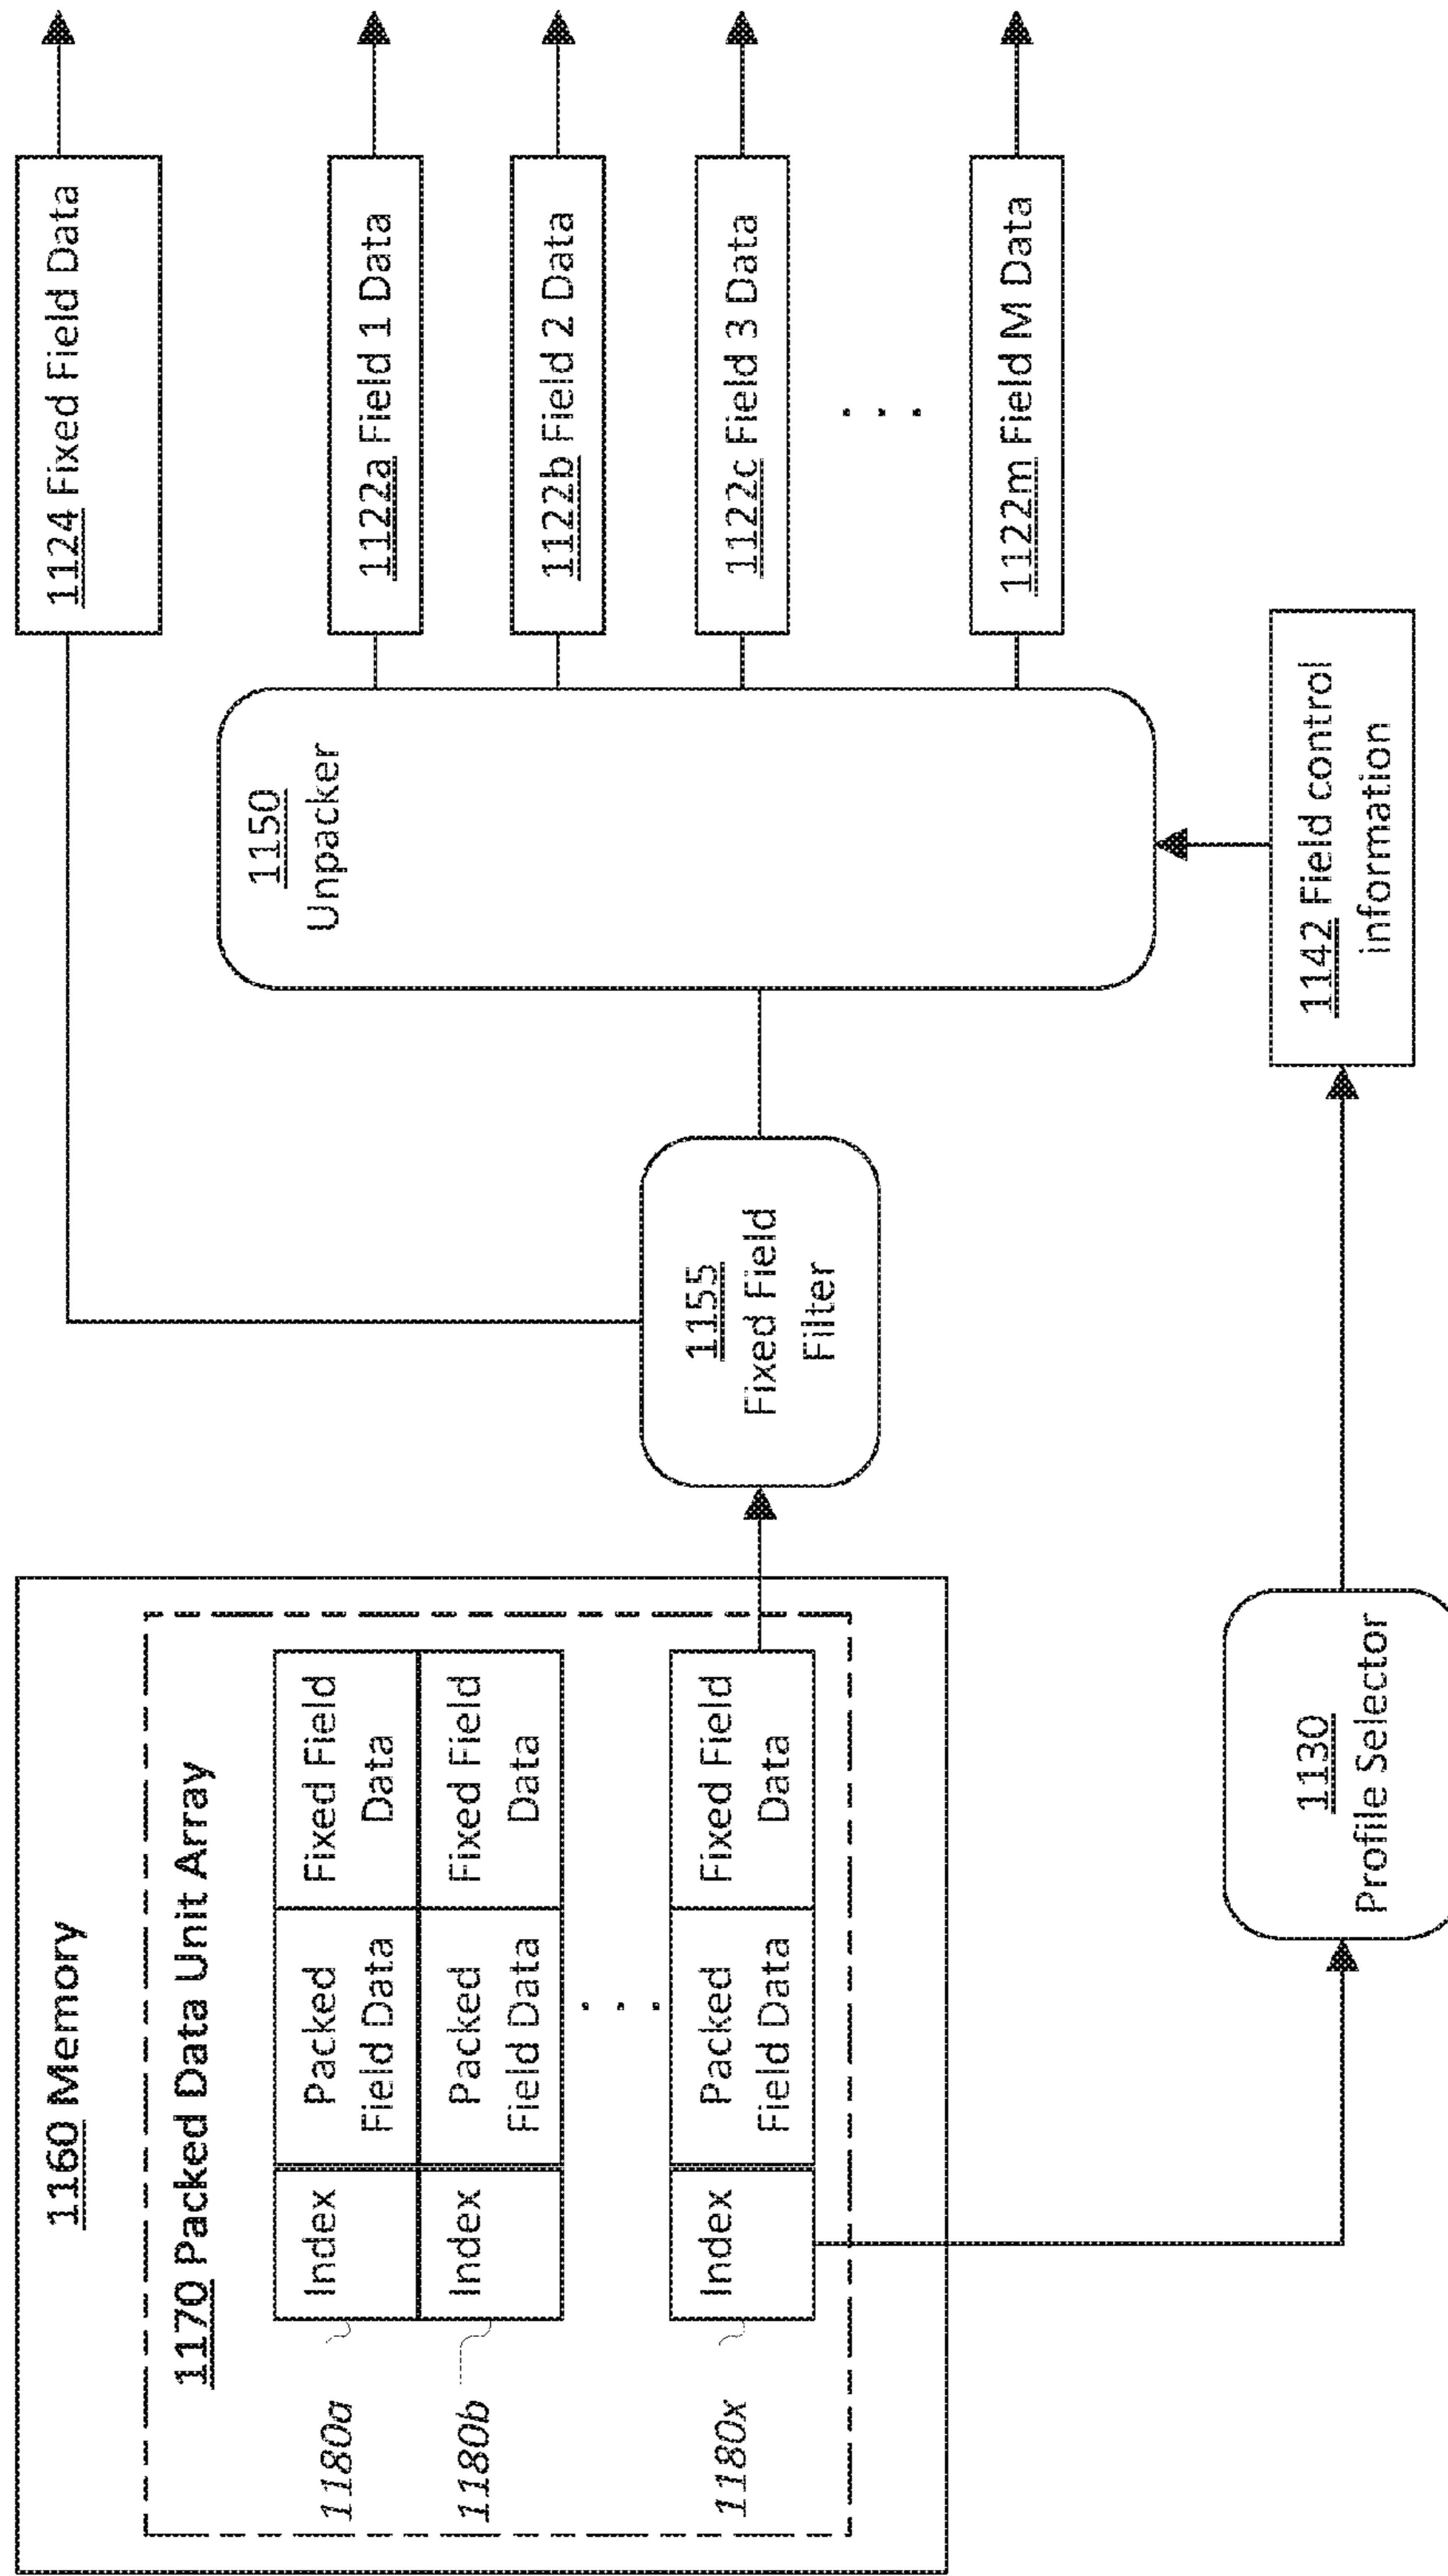 1160 Memory
1170 Packed Data Unit Array
1180a
Index
Packed
Field Data
Fixed Field
Data
1180b
Index
Packed
Field Data
Fixed Field
Data
. . .
1180x
Index
Packed
Field Data
Fixed Field
Data
1130
Profile Selector
1155
Fixed Field
Filter
1150
Unpacker
1142 Field control
information
1124 Fixed Field Data
1122a Field 1 Data
1122b Field 2 Data
1122c Field 3 Data
. . .
1122m Field M Data